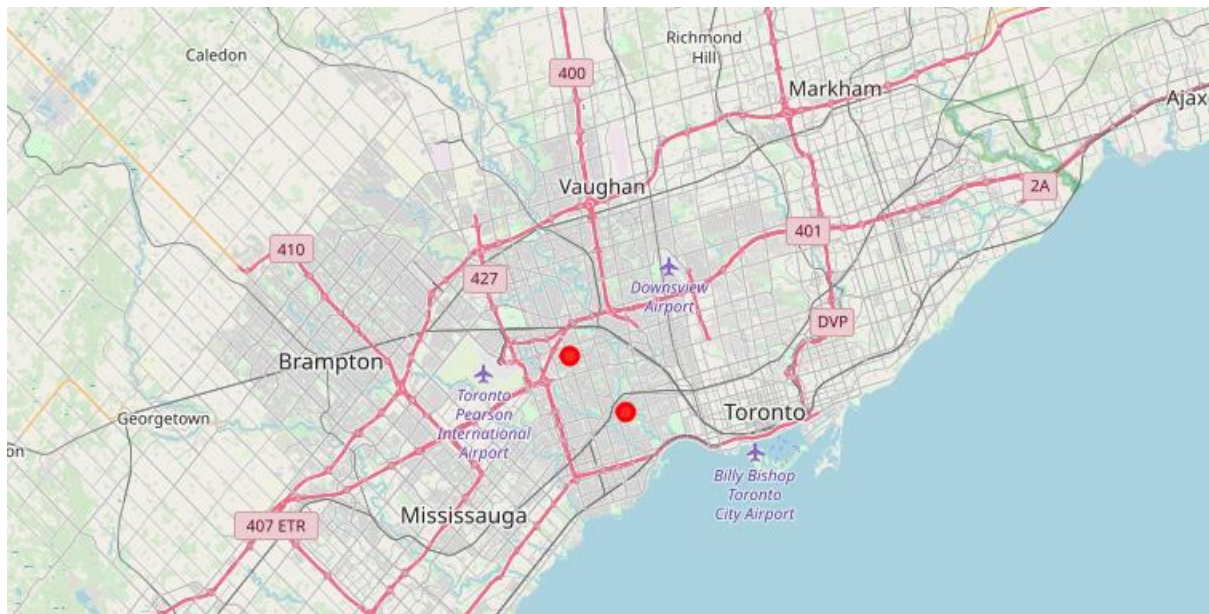 Caledon
Richmond
Hill
400
Markham
Ajax
Vaughan
2A
401
410
427
Downsview
Airport
DVP
Brampton
Toronto
Pearson
International
Airport
Toronto
Georgetown
on
Billy Bishop
Toronto
City Airport
Mississauga
407 ETR